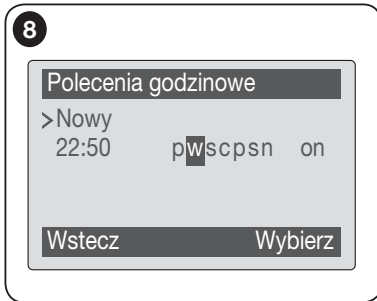 8
Polecenia godzinowe
>Nowy
22:50 pwscpsn on
Wstecz Wybierz